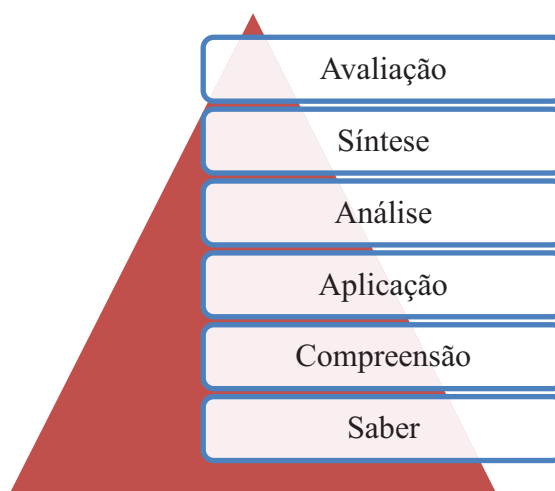 Avaliação
Síntese
Análise
Aplicação
Compreensão
Saber